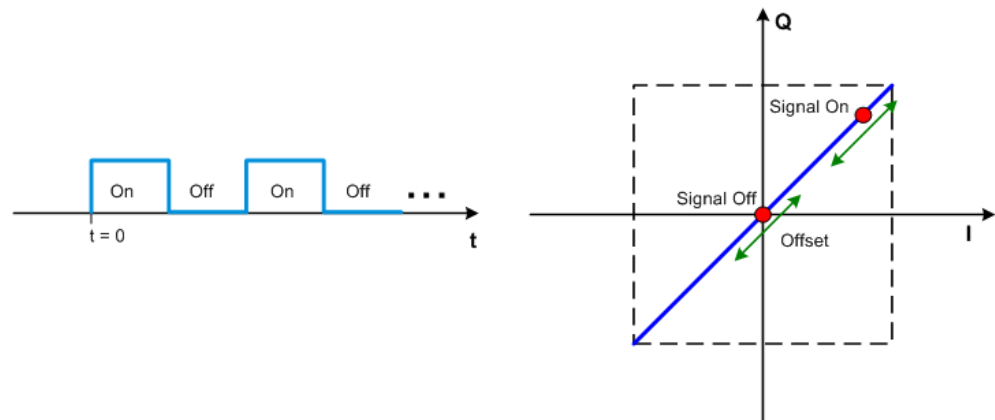 On
Off
On
Off
...
t = 0
t
Q
Signal On
Signal Off
Offset
I